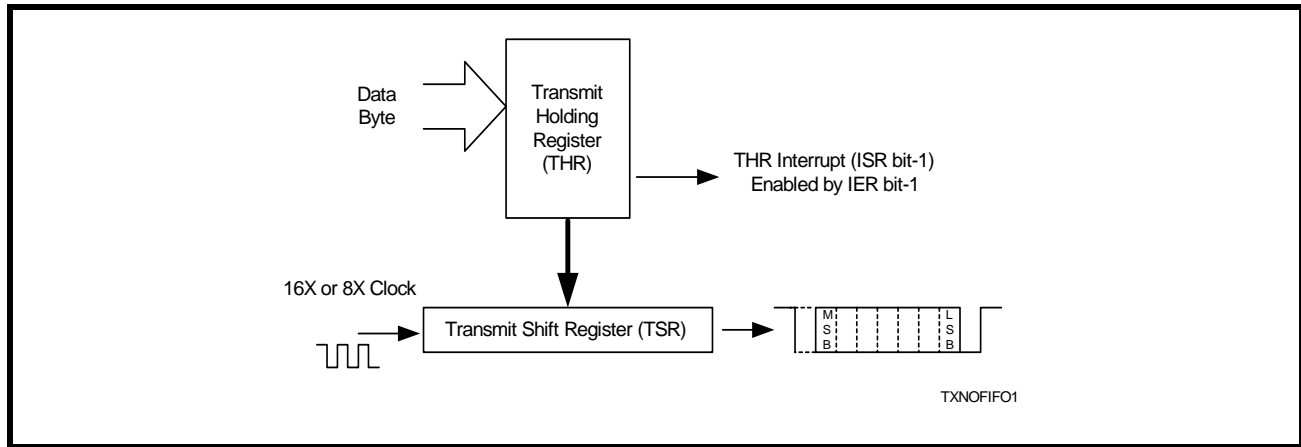 Data
Byte
Transmit
Holding
Register
(THR)
THR Interrupt (ISR bit-1)
Enabled by IER bit-1
16X or 8X Clock
Transmit Shift Register (TSR)
M
S
B
L
S
B
TXNOFIFO1